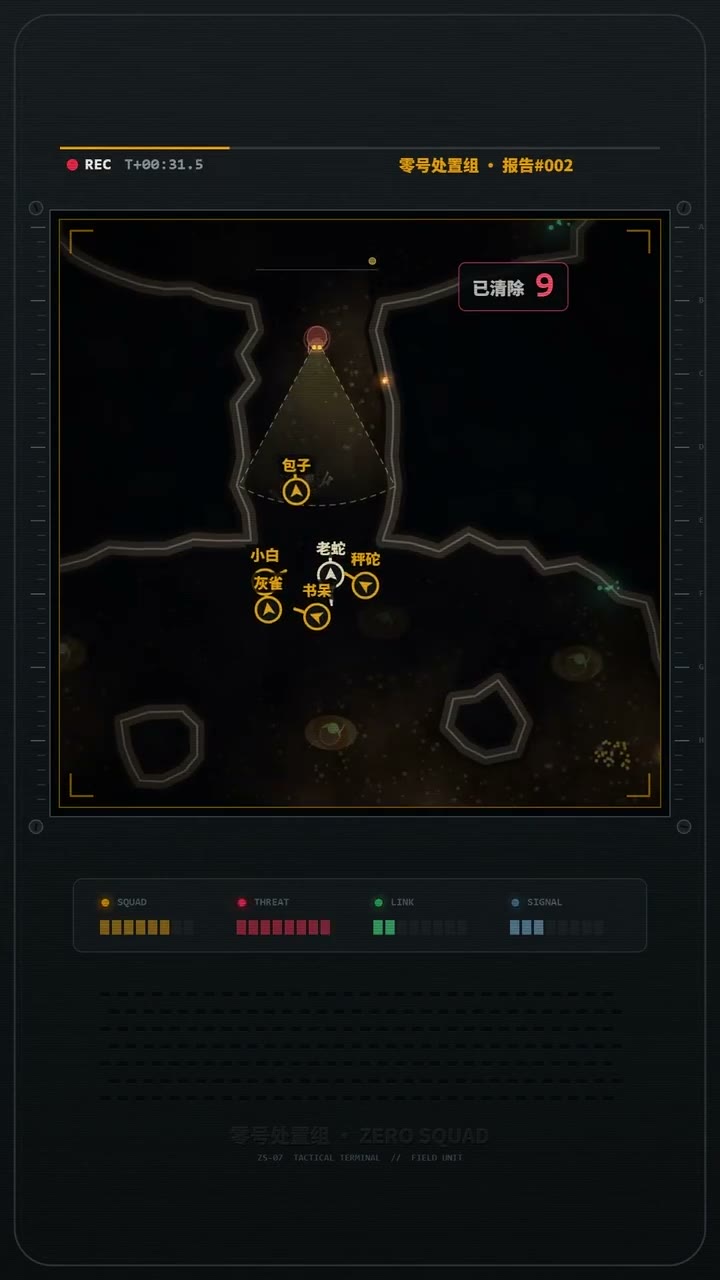 REC T+00:31.5
零号处置组 · 报告#002
已清除 9
包子
小白
老蛇
秤砣
灰雀
书呆
SQUAD
THREAT
LINK
SIGNAL
零号处置组 · ZERO SQUAD
ZS-07 TACTICAL TERMINAL // FIELD UNIT